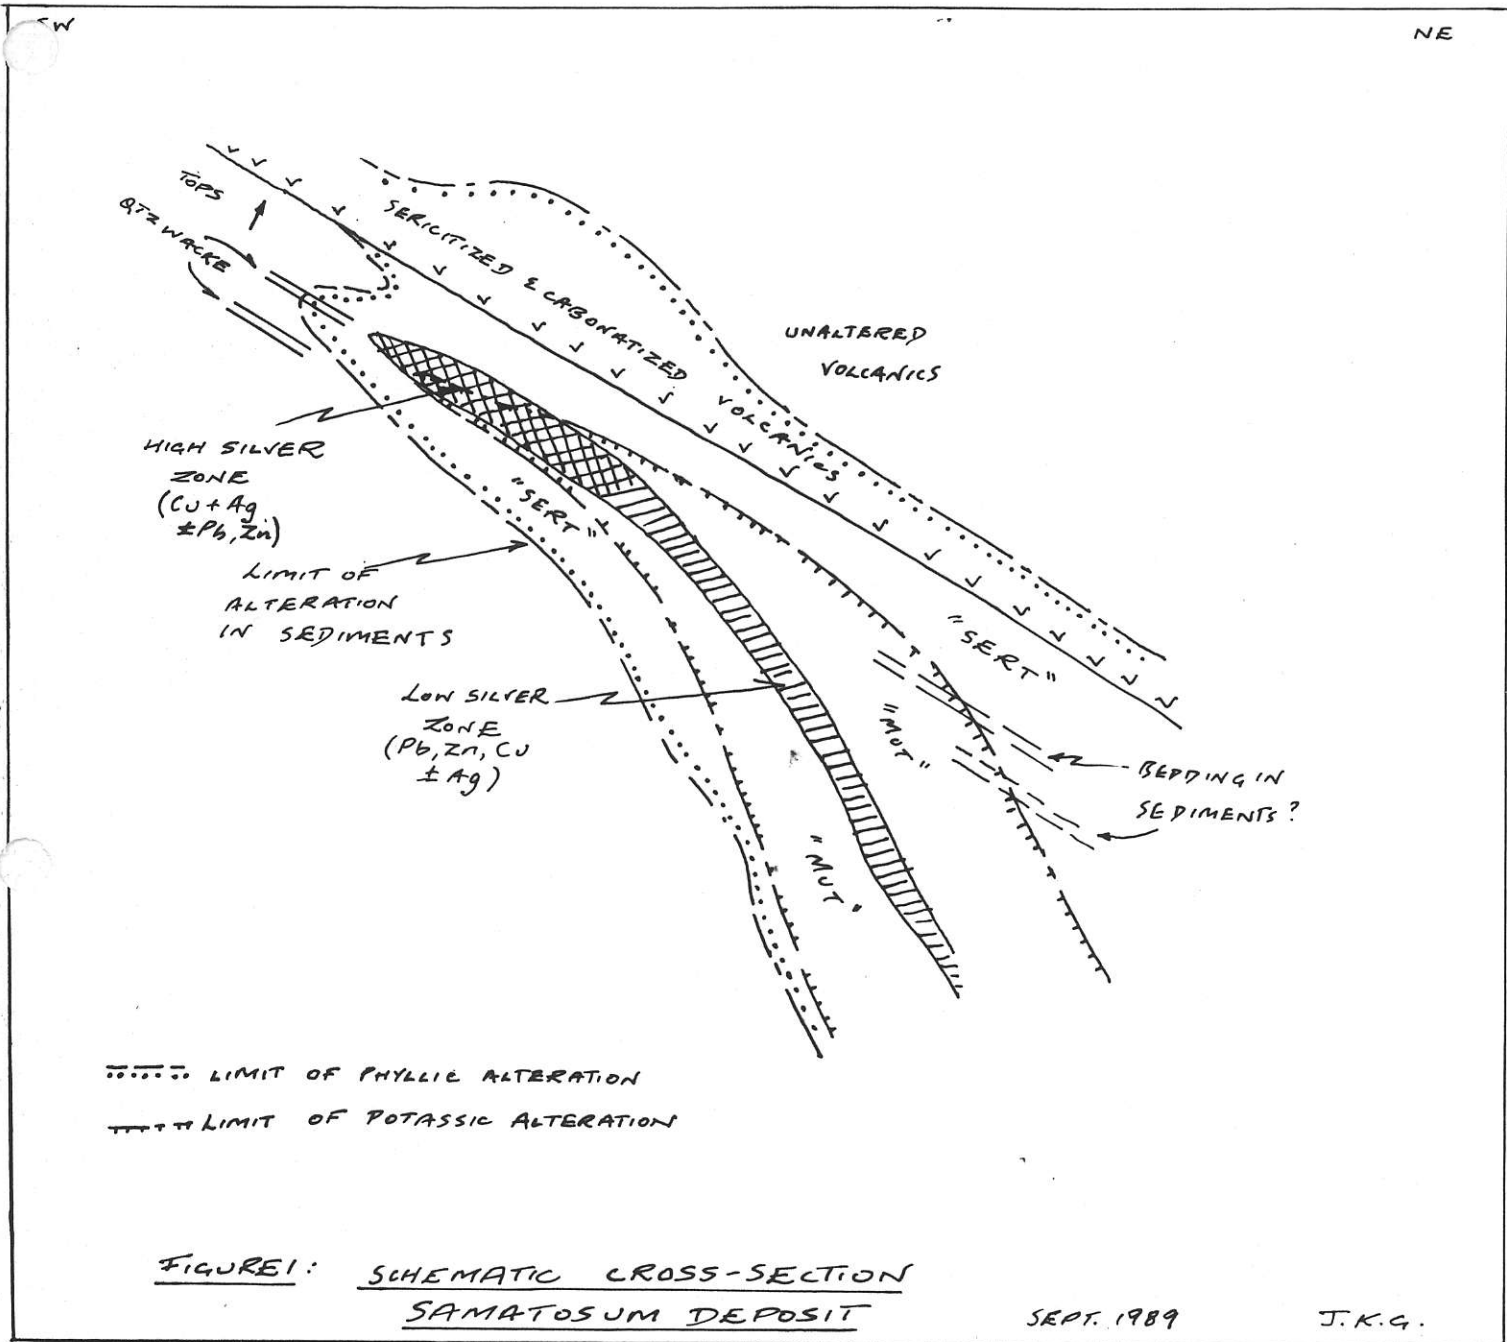 SW
NE
TOPS
QTZ WACKE
SERICITIZED & CABONATIZED VOLCANICS
UNALTERED
VOLCANICS
HIGH SILVER
ZONE
(Cu + Ag
±Pb, Zn)
"SERT"
LIMIT OF
ALTERATION
IN SEDIMENTS
"SERT"
LOW SILVER
ZONE
(Pb, Zn, Cu
± Ag)
"MUT"
BEDDING IN
SEDIMENTS?
"MUT"
LIMIT OF PHYLLIC ALTERATION
LIMIT OF POTASSIC ALTERATION
FIGURE 1: SCHEMATIC CROSS-SECTION
SAMATOSUM DEPOSIT
SEPT. 1989
J.K.G.